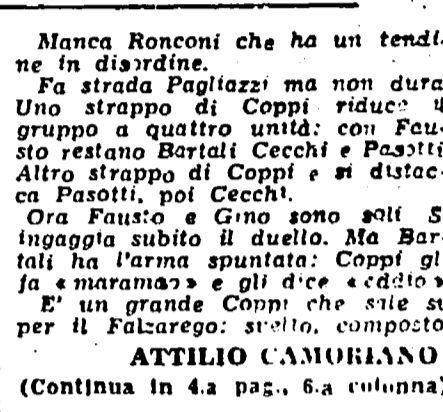 Manca Ronconi che ha un tendi-
ne in disordine.
Fa strada Pagliazzi ma non dura
Uno strappo di Coppi riduce
gruppo a quattro unità: con Fau-
sto restano Bartali Cecchi e Pasotti
Altro strappo di Coppi e si distac-
ca Pasotti, poi Cecchi.
Ora Fausto e Gino sono soli S
ingaggia subito il duello. Ma Bar-
tali ha l'arma spuntata: Coppi gl
fa « maramao » e gli dice « addio »
E' un grande Coppi che sale su
per il Falzarego: svelto, composto
ATTILIO CAMORIANO
(Continua in 4.a pag., 6.a colonna)